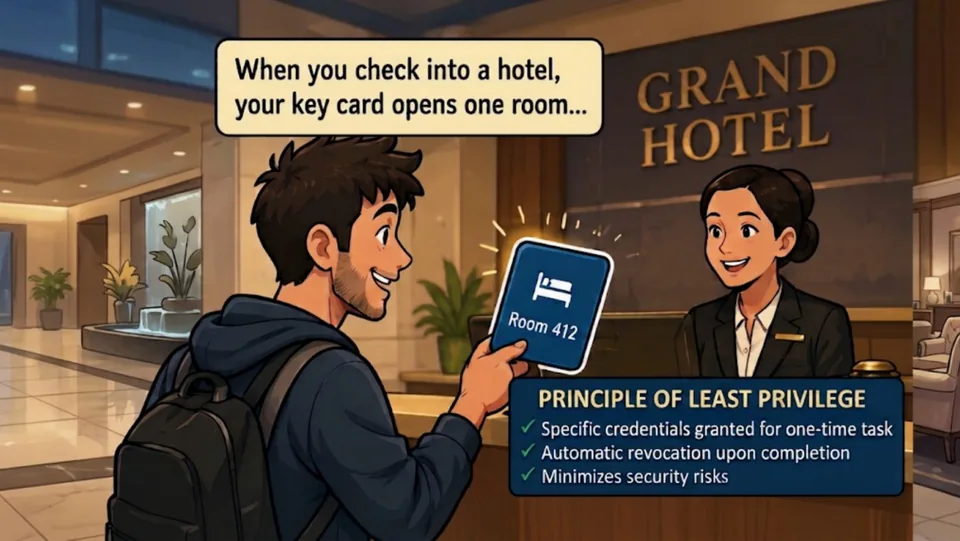 When you check into a hotel,
your key card opens one room...
GRAND
HOTEL
Room 412
PRINCIPLE OF LEAST PRIVILEGE
✓ Specific credentials granted for one-time task
✓ Automatic revocation upon completion
✓ Minimizes security risks